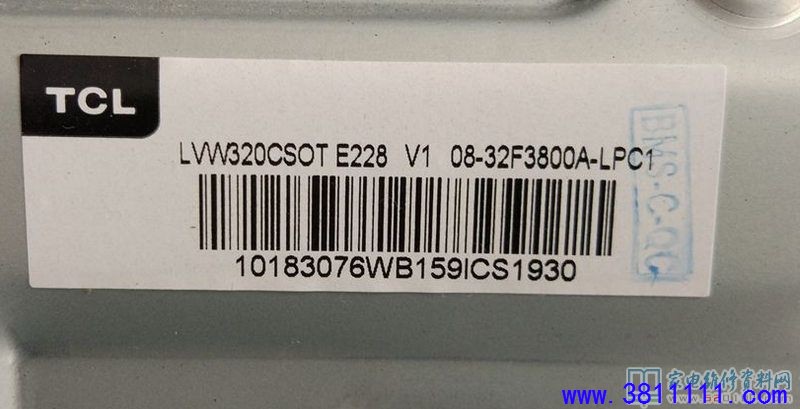 TCL
LVW320CSOT E228 V1 08-32F3800A-LPC1
BMS-C-QC
10183076WB159ICS1930
家电维修资料网
www.3811111.com